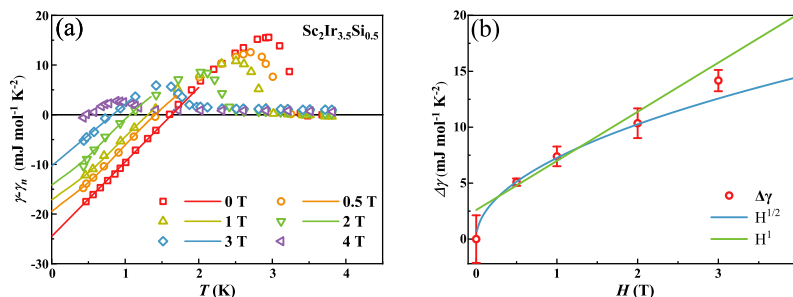 (a)
Sc2Ir3.5Si0.5
γ-γn (mJ mol-1 K-2)
20
10
0
-10
-20
-30
0 T
0.5 T
1 T
2 T
3 T
4 T
0
1
2
3
4
5
T (K)
(b)
Δγ (mJ mol-1 K-2)
20
15
10
5
0
Δγ
H1/2
H1
0
1
2
3
H (T)